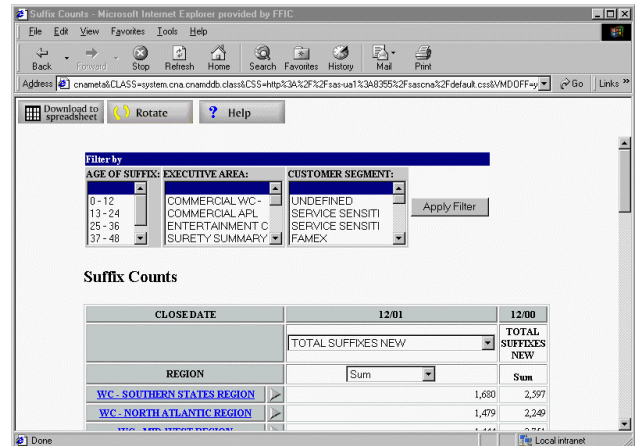 Suffix Counts - Microsoft Internet Explorer provided by FFIC
File Edit View Favorites Tools Help
Back Forward Stop Refresh Home Search Favorites History Mail Print
Address cnameta&CLASS=system.cna.cnamddb.class&CSS=http%3A%2F%2Fsas-ua1%3A8355%2Fsascna%2Fdefault.css&VMDOFF=y Go Links »
Download to spreadsheet Rotate ? Help
Filter by
AGE OF SUFFIX: EXECUTIVE AREA: CUSTOMER SEGMENT:
0 - 12 COMMERCIAL WC - UNDEFINED
13 - 24 COMMERCIAL APL SERVICE SENSITI
25 - 36 ENTERTAINMENT C SERVICE SENSITI
37 - 48 SURETY SUMMARY FAMEX
Apply Filter
Suffix Counts
CLOSE DATE 12/01 12/00
TOTAL SUFFIXES NEW TOTAL SUFFIXES NEW
REGION Sum Sum
WC - SOUTHERN STATES REGION 1,680 2,597
WC - NORTH ATLANTIC REGION 1,479 2,249
WC - MID WEST REGION
Done Local intranet